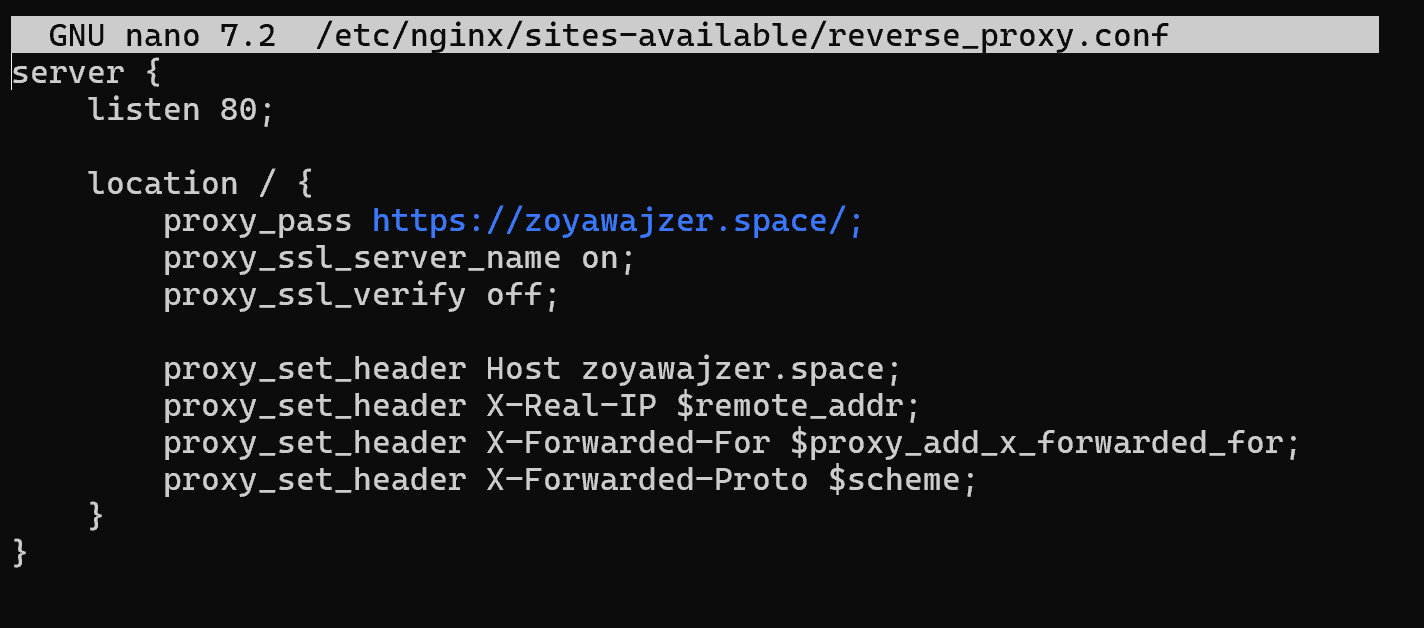 GNU nano 7.2  /etc/nginx/sites-available/reverse_proxy.conf
server {
    listen 80;

    location / {
        proxy_pass https://zoyawajzer.space/;
        proxy_ssl_server_name on;
        proxy_ssl_verify off;

        proxy_set_header Host zoyawajzer.space;
        proxy_set_header X-Real-IP $remote_addr;
        proxy_set_header X-Forwarded-For $proxy_add_x_forwarded_for;
        proxy_set_header X-Forwarded-Proto $scheme;
    }
}